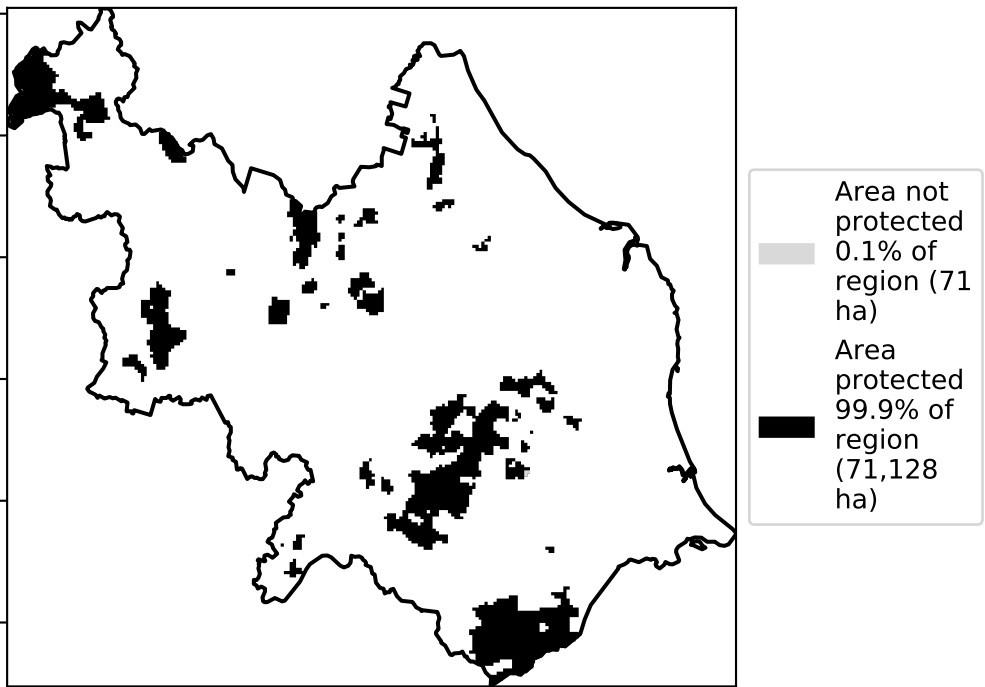 Area not
protected
0.1% of
region (71
ha)
Area
protected
99.9% of
region
(71,128
ha)